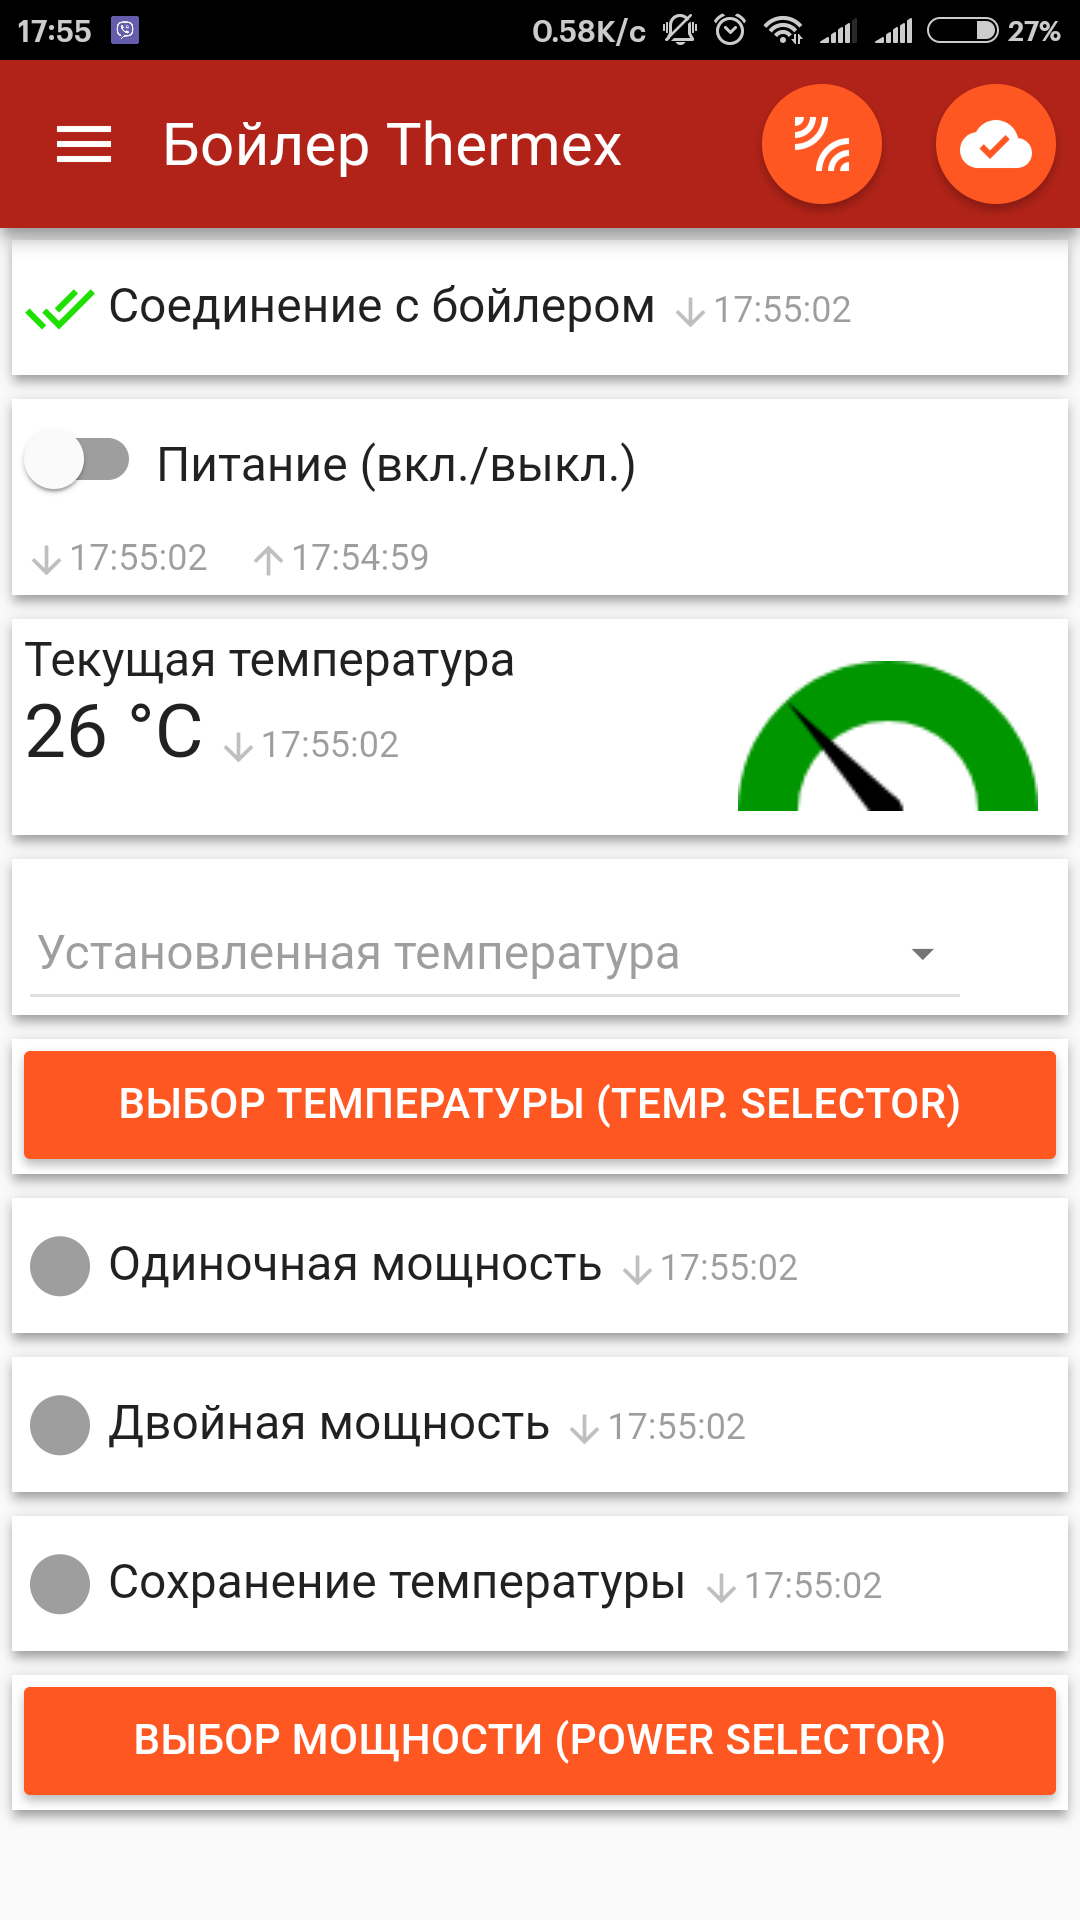 17:55 0.58K/c 27%
Бойлер Thermex
Соединение с бойлером 17:55:02
Питание (вкл./выкл.)
17:55:02 17:54:59
Текущая температура
26 °C 17:55:02
Установленная температура
ВЫБОР ТЕМПЕРАТУРЫ (TEMP. SELECTOR)
Одиночная мощность 17:55:02
Двойная мощность 17:55:02
Сохранение температуры 17:55:02
ВЫБОР МОЩНОСТИ (POWER SELECTOR)